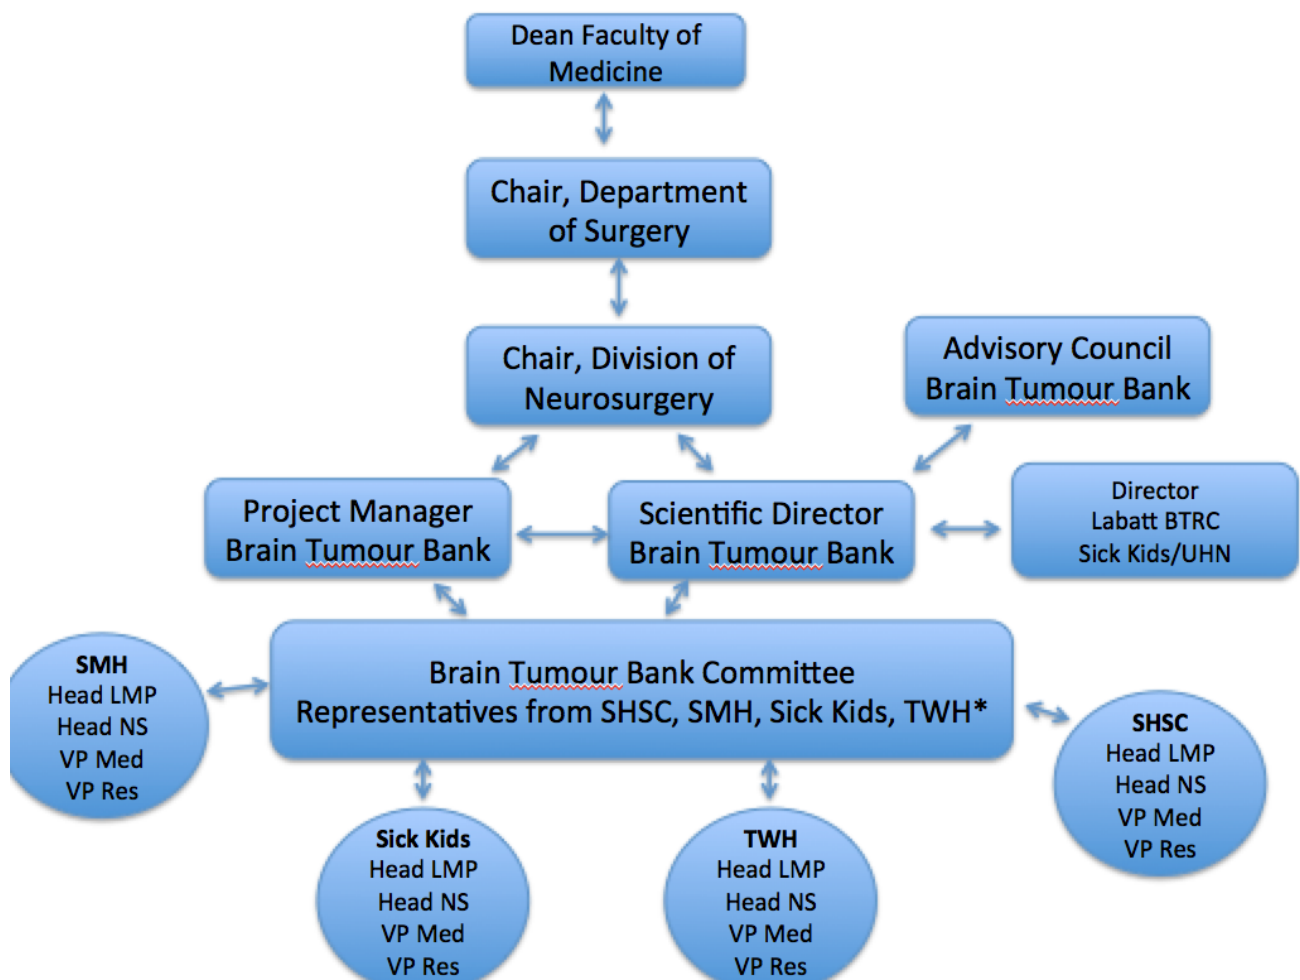 Dean Faculty of
Medicine
Chair, Department
of Surgery
Chair, Division of
Neurosurgery
Advisory Council
Brain Tumour Bank
Project Manager
Brain Tumour Bank
Scientific Director
Brain Tumour Bank
Director
Labatt BTRC
Sick Kids/UHN
Brain Tumour Bank Committee
Representatives from SHSC, SMH, Sick Kids, TWH*
SMH
Head LMP
Head NS
VP Med
VP Res
SHSC
Head LMP
Head NS
VP Med
VP Res
Sick Kids
Head LMP
Head NS
VP Med
VP Res
TWH
Head LMP
Head NS
VP Med
VP Res